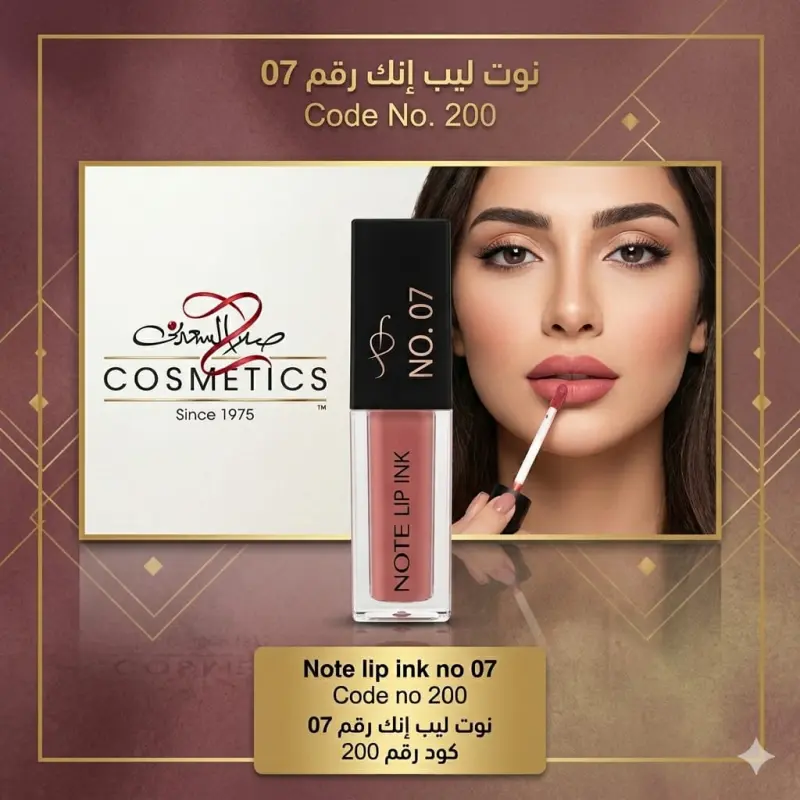 نوت ليب إنك رقم 07
Code No. 200
COSMETICS
Since 1975
TM
NO. 07
NOTE LIP INK
Note lip ink no 07
Code no 200
نوت ليب إنك رقم 07
كود رقم 200